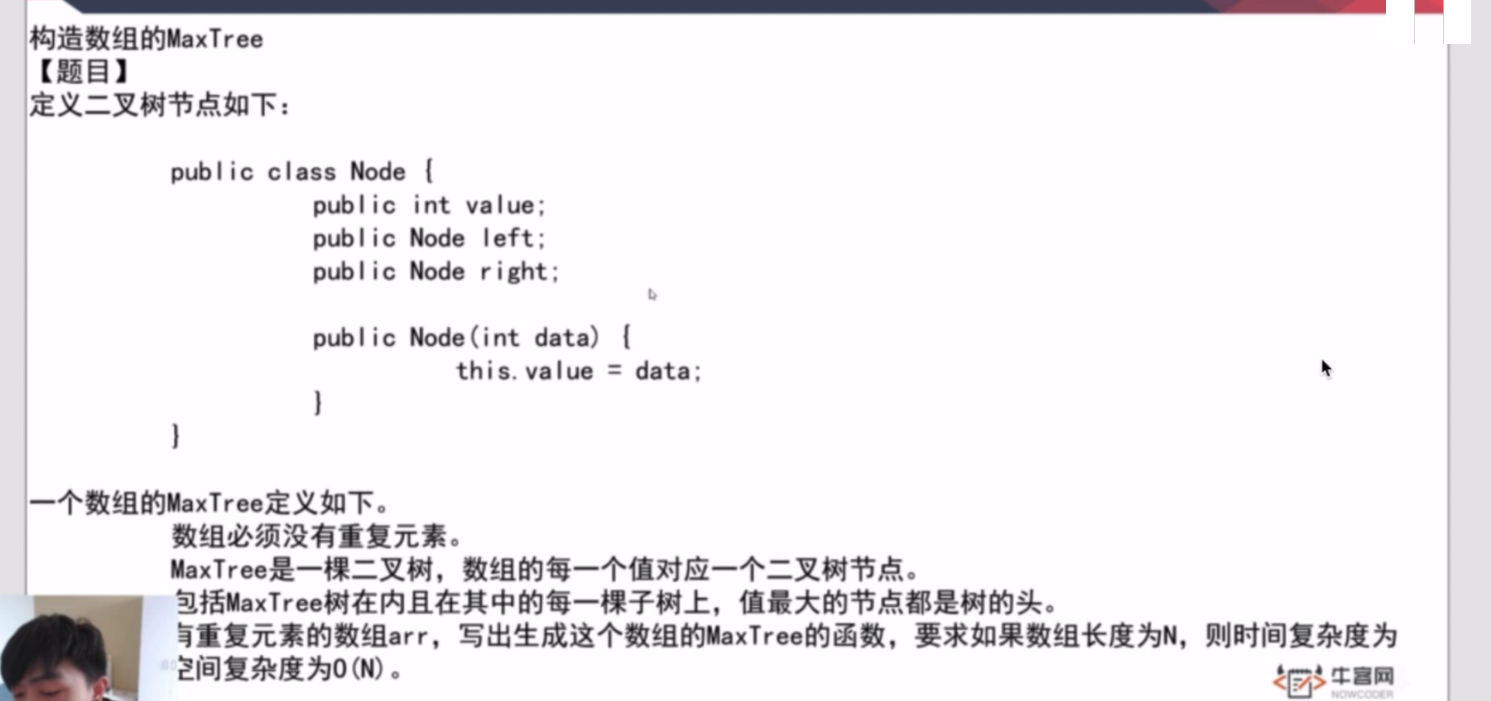 构造数组的MaxTree
【题目】
定义二叉树节点如下：
public class Node {
public int value;
public Node left;
public Node right;
public Node(int data) {
this.value = data;
}
}
一个数组的MaxTree定义如下。
数组必须没有重复元素。
MaxTree是一棵二叉树，数组的每一个值对应一个二叉树节点。
包括MaxTree树在内且在其中的每一棵子树上，值最大的节点都是树的头。
有重复元素的数组arr，写出生成这个数组的MaxTree的函数，要求如果数组长度为N，则时间复杂度为
空间复杂度为O(N)。
牛客网
NOWCODER